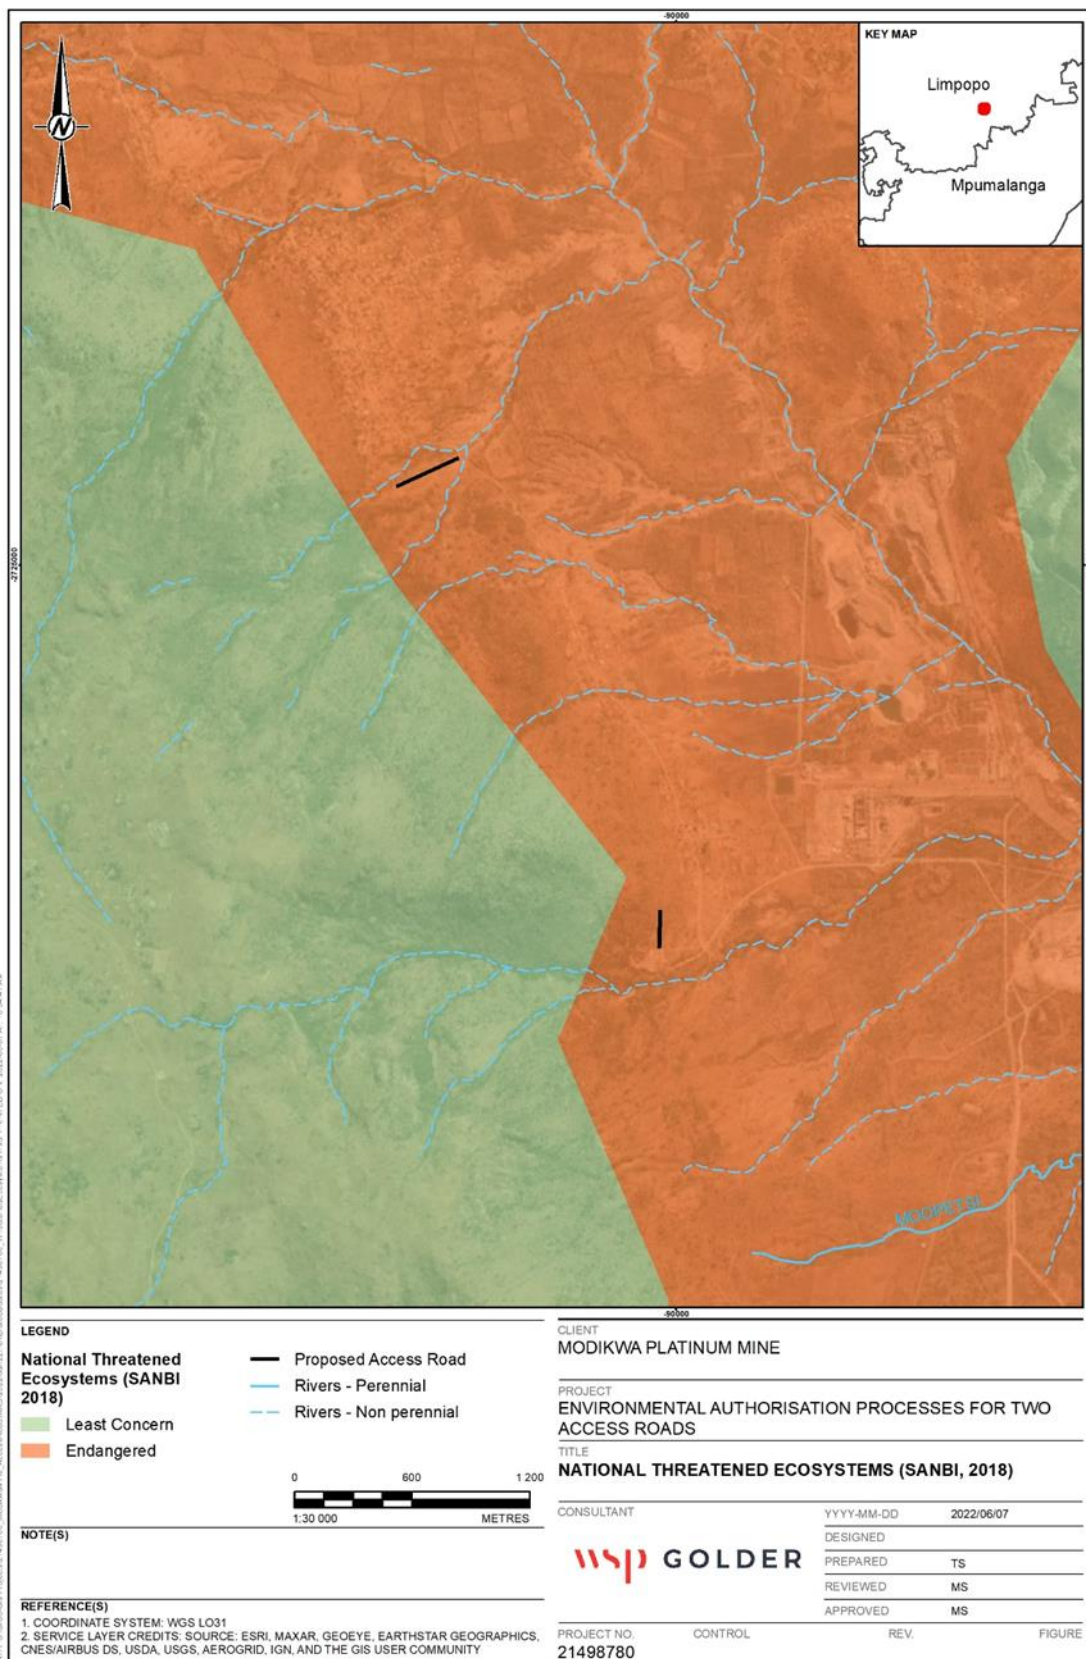 -90000
KEY MAP
Limpopo
Mpumalanga
N
-2725000
MOOPETSI
-90000
LEGEND
National Threatened
Ecosystems (SANBI
2018)
Least Concern
Endangered
Proposed Access Road
Rivers - Perennial
Rivers - Non perennial
0 600 1 200
1:30 000 METRES
NOTE(S)
REFERENCE(S)
1. COORDINATE SYSTEM: WGS LO31
2. SERVICE LAYER CREDITS: SOURCE: ESRI, MAXAR, GEOEYE, EARTHSTAR GEOGRAPHICS,
CNES/AIRBUS DS, USDA, USGS, AEROGRID, IGN, AND THE GIS USER COMMUNITY
CLIENT
MODIKWA PLATINUM MINE
PROJECT
ENVIRONMENTAL AUTHORISATION PROCESSES FOR TWO
ACCESS ROADS
TITLE
NATIONAL THREATENED ECOSYSTEMS (SANBI, 2018)
CONSULTANT
wsp GOLDER
YYYY-MM-DD 2022/06/07
DESIGNED
PREPARED TS
REVIEWED MS
APPROVED MS
PROJECT NO. CONTROL REV. FIGURE
21498780